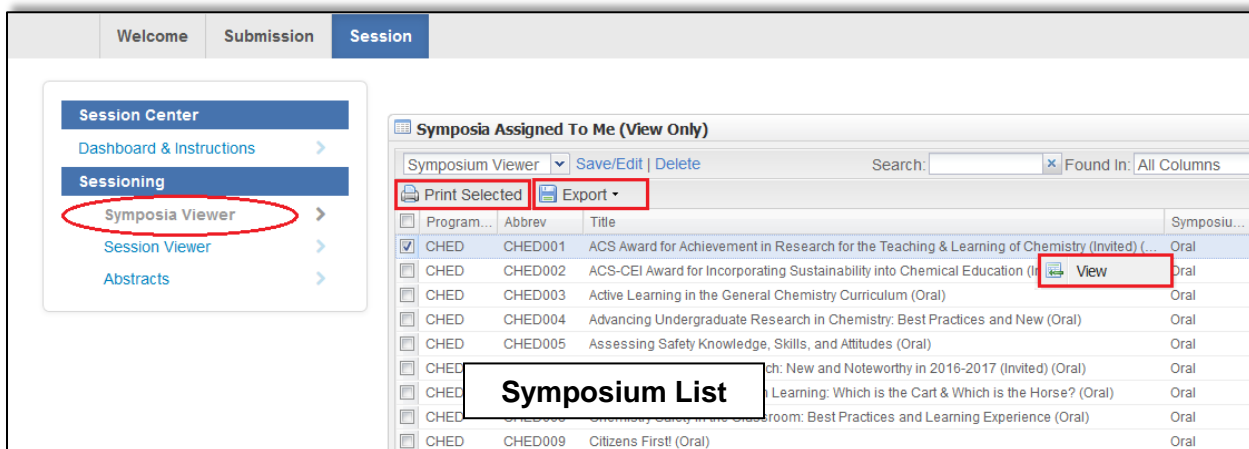 Welcome Submission Session
Session Center
Dashboard & Instructions
Sessioning
Symposia Viewer
Session Viewer
Abstracts
Symposia Assigned To Me (View Only)
Symposium Viewer Save/Edit | Delete Search: Found In: All Columns
Print Selected Export
Program... Abbrev Title Symposiu...
CHED CHED001 ACS Award for Achievement in Research for the Teaching & Learning of Chemistry (Invited) (... Oral
CHED CHED002 ACS-CEI Award for Incorporating Sustainability into Chemical Education Oral
View
CHED CHED003 Active Learning in the General Chemistry Curriculum (Oral) Oral
CHED CHED004 Advancing Undergraduate Research in Chemistry: Best Practices and New (Oral) Oral
CHED CHED005 Assessing Safety Knowledge, Skills, and Attitudes (Oral) Oral
CHED New and Noteworthy in 2016-2017 (Invited) (Oral) Oral
CHED Learning: Which is the Cart & Which is the Horse? (Oral) Oral
Symposium List
CHED Best Practices and Learning Experience (Oral) Oral
CHED CHED009 Citizens First! (Oral) Oral